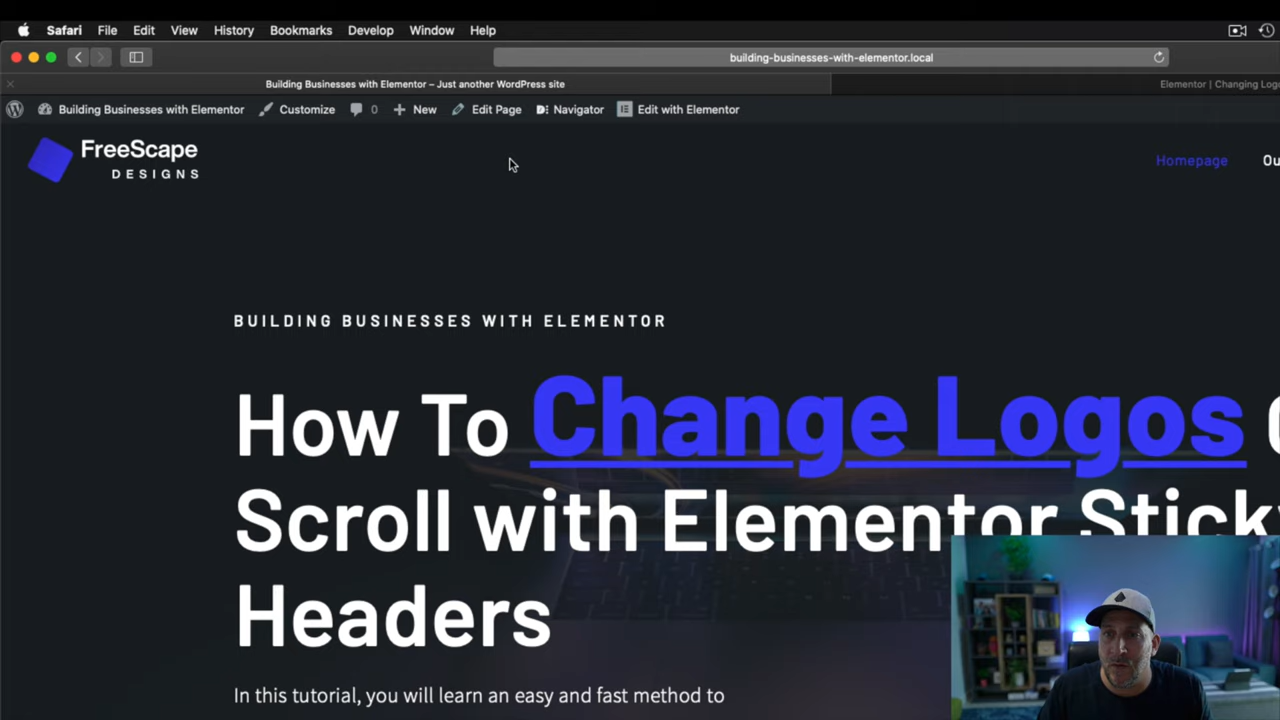 Safari File Edit View History Bookmarks Develop Window Help
building-businesses-with-elementor.local
Building Businesses with Elementor – Just another WordPress site
Elementor | Changing Logo
Building Businesses with Elementor Customize 0 New Edit Page Navigator Edit with Elementor
FreeScape
DESIGNS
Homepage Ou
BUILDING BUSINESSES WITH ELEMENTOR
How To Change Logos
Scroll with Elementor Sticky
Headers
In this tutorial, you will learn an easy and fast method to